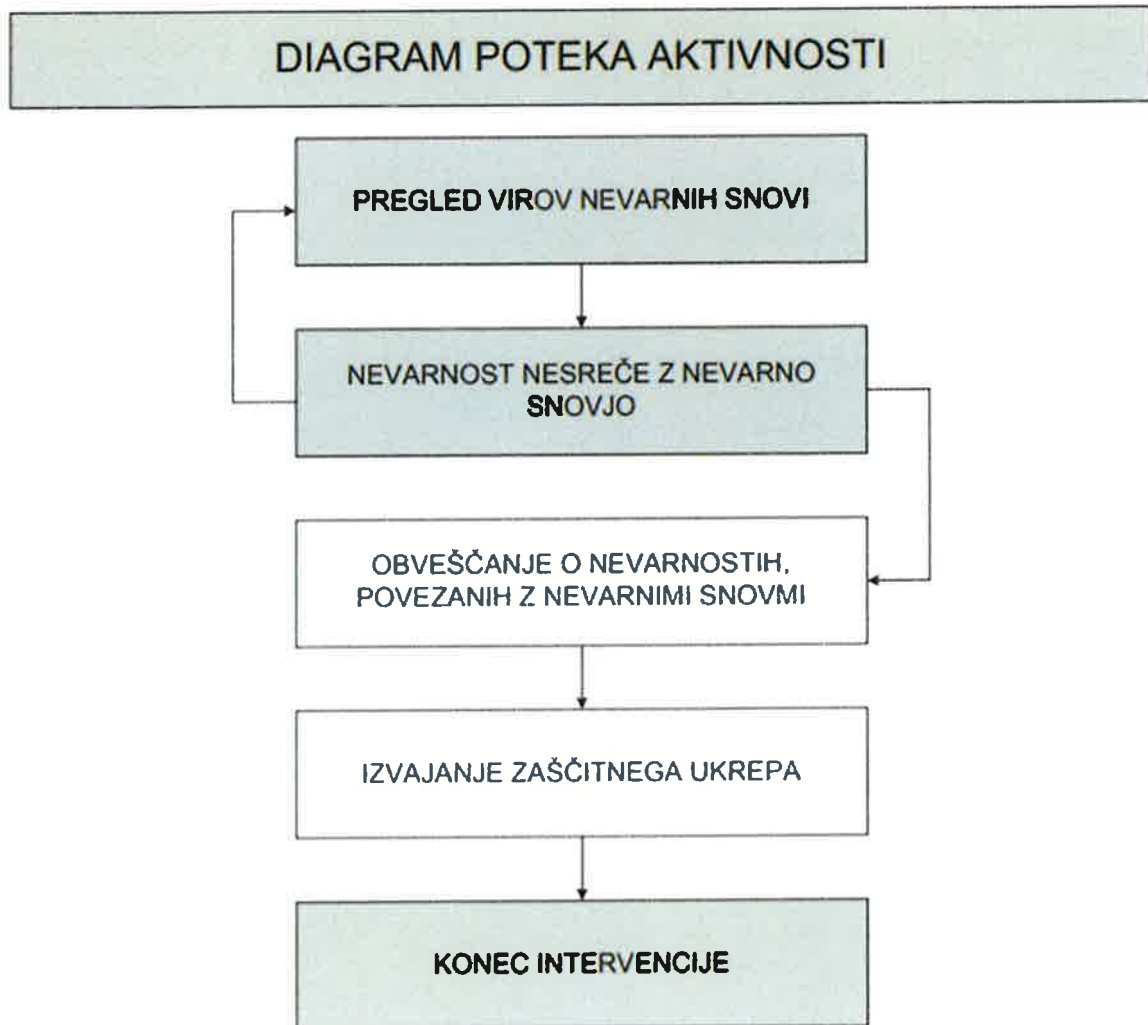 DIAGRAM POTEKA AKTIVNOSTI
PREGLED VIROV NEVARNIH SNOVI
NEVARNOST NESREČE Z NEVARNO
SNOVJO
OBVEŠČANJE O NEVARNOSTIH,
POVEZANIH Z NEVARNIMI SNOVMI
IZVAJANJE ZAŠČITNEGA UKREPA
KONEC INTERVENCIJE